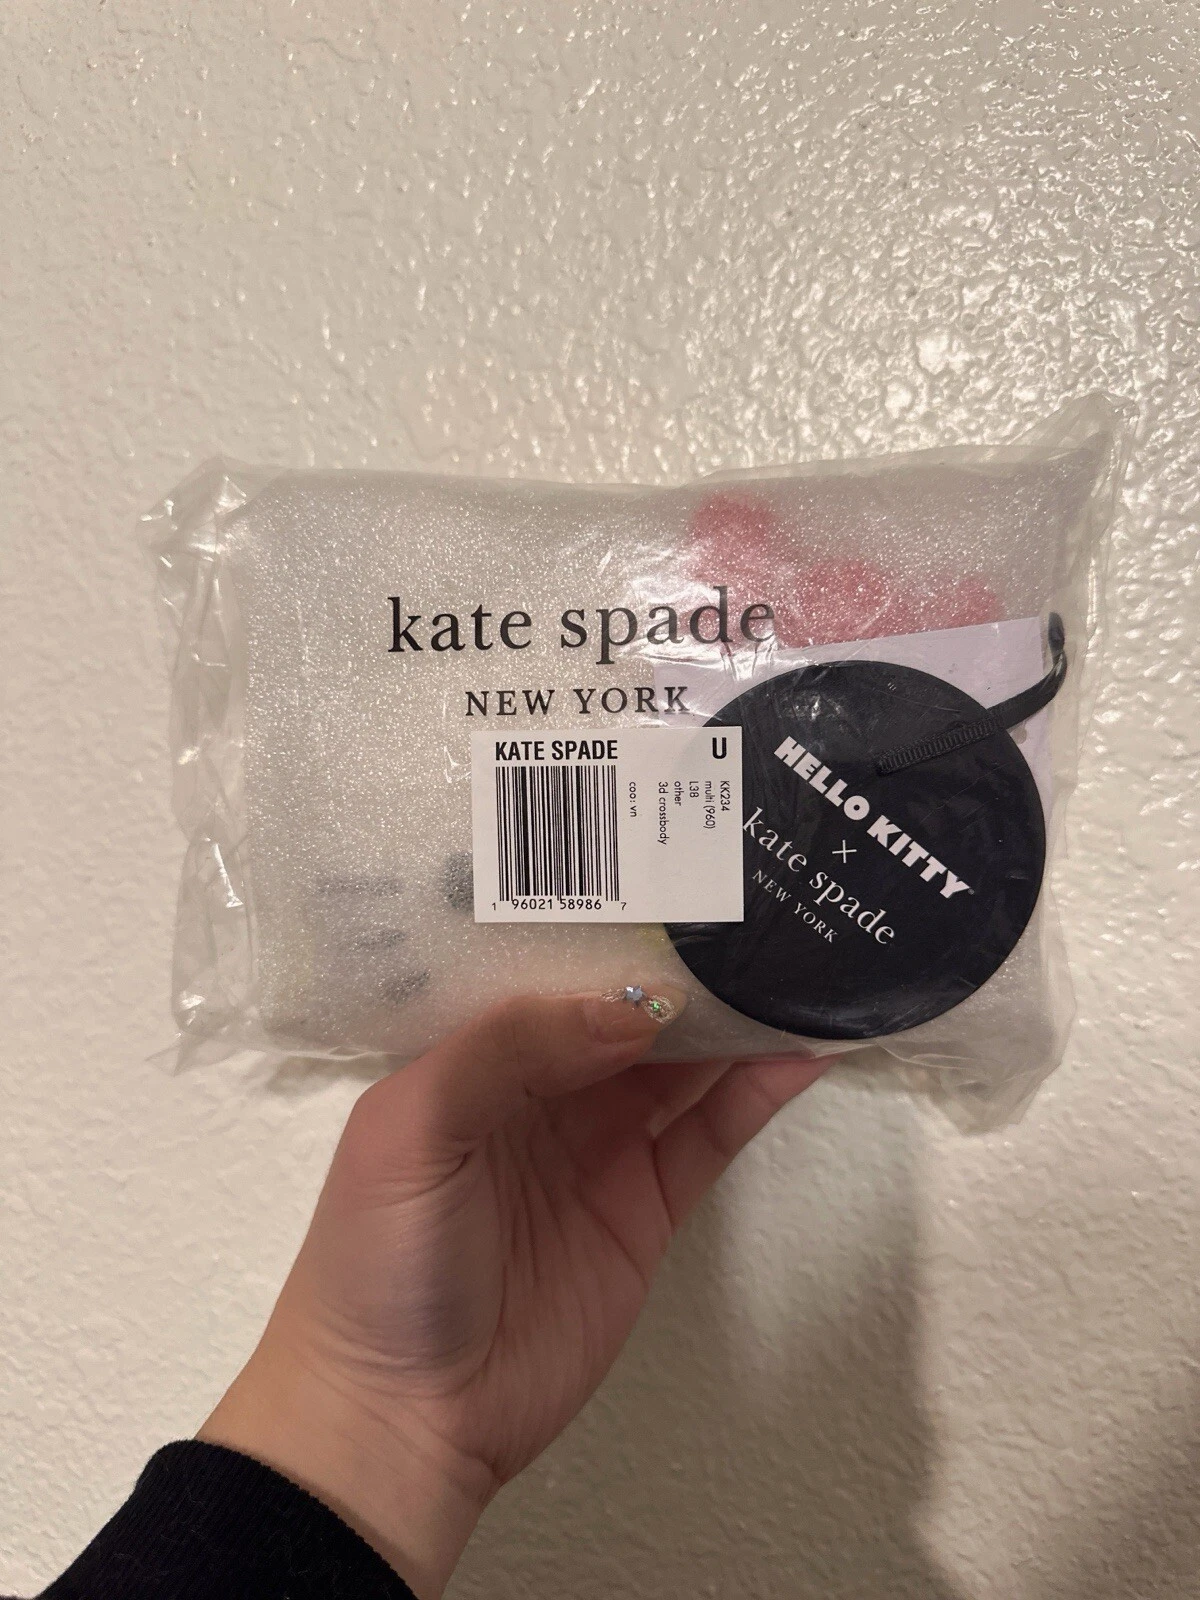 kate spade
NEW YORK
KATE SPADE U
KK234
multi (960)
L3B
other
3d crossbody
coo: vn
1 96021 58986 7
HELLO KITTY
×
kate spade
NEW YORK